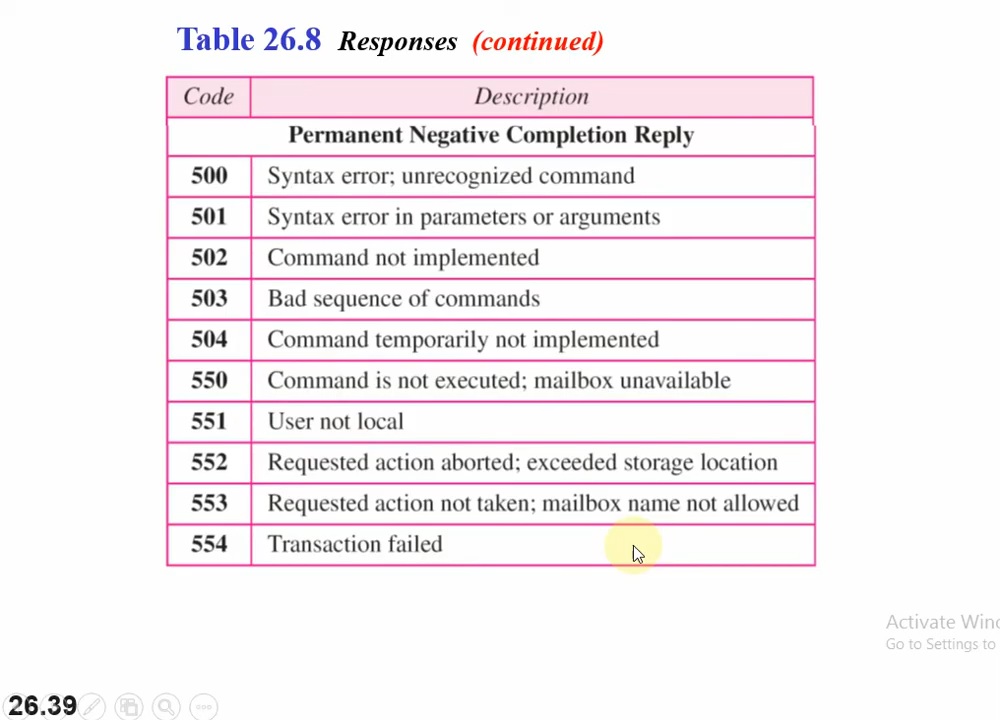 Table 26.8 Responses (continued)
Code Description
Permanent Negative Completion Reply
500 Syntax error; unrecognized command
501 Syntax error in parameters or arguments
502 Command not implemented
503 Bad sequence of commands
504 Command temporarily not implemented
550 Command is not executed; mailbox unavailable
551 User not local
552 Requested action aborted; exceeded storage location
553 Requested action not taken; mailbox name not allowed
554 Transaction failed
Activate Wind
Go to Settings to
26.39